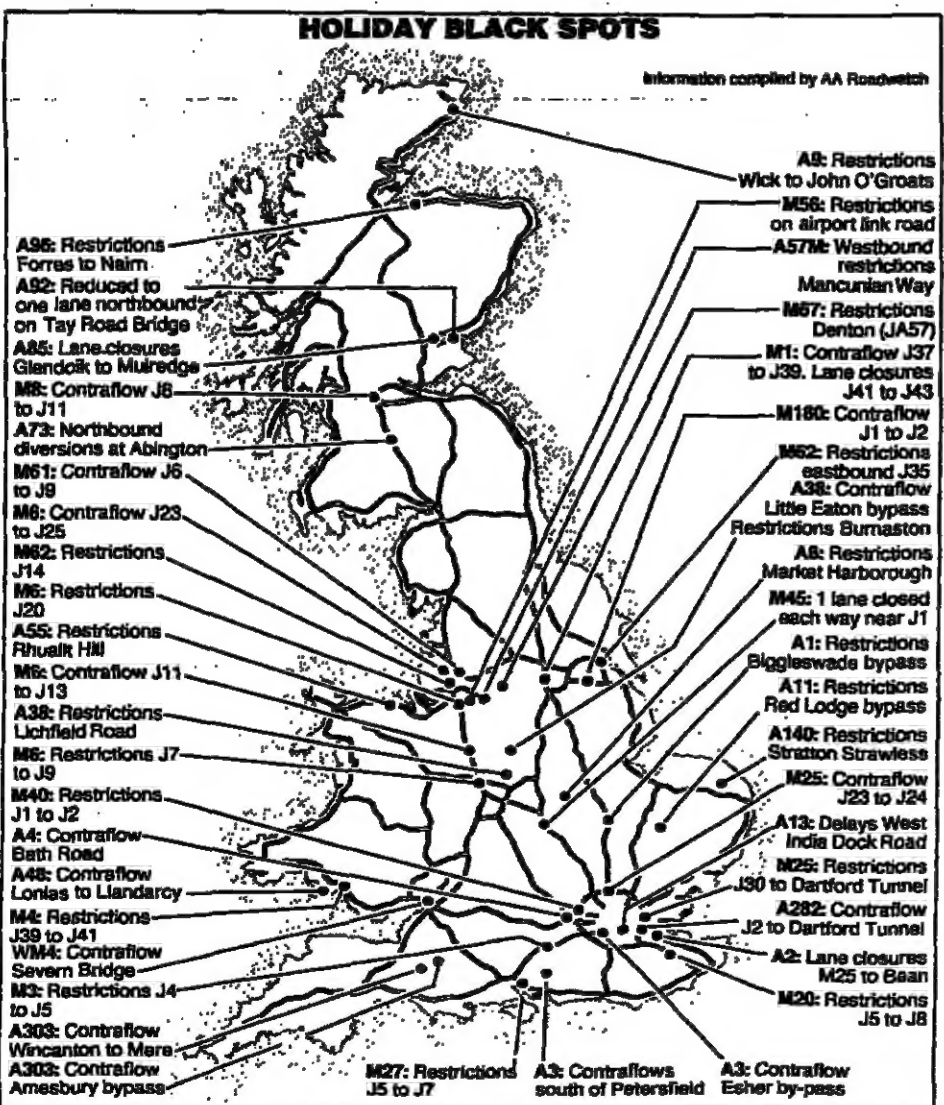 HOLIDAY BLACK SPOTS
Information compiled by AA Roadwatch
A96: Restrictions
Forres to Nairn
A92: Reduced to
one lane northbound
on Tay Road Bridge
A85: Lane closures
Glendoik to Muiredge
M8: Contraflow J6
to J11
A73: Northbound
diversions at Abington
M61: Contraflow J6
to J9
M6: Contraflow J23
to J25
M62: Restrictions
J14
M6: Restrictions
J20
A55: Restrictions
Rhualk Hill
M6: Contraflow J11
to J13
A38: Restrictions
Lichfield Road
M6: Restrictions J7
to J9
M40: Restrictions
J1 to J2
A4: Contraflow
Bath Road
A48: Contraflow
Lonlas to Llandarcy
M4: Restrictions
J39 to J41
WM4: Contraflow
Severn Bridge
M3: Restrictions J4
to J5
A303: Contraflow
Wincanton to Mere
A303: Contraflow
Amesbury bypass
A9: Restrictions
Wick to John O'Groats
M56: Restrictions
on airport link road
A57M: Westbound
restrictions
Mancunian Way
M67: Restrictions
Denton (JA57)
M1: Contraflow J37
to J39. Lane closures
J41 to J43
M180: Contraflow
J1 to J2
M62: Restrictions
eastbound J35
A38: Contraflow
Little Eaton bypass
Restrictions Burnaston
A6: Restrictions
Market Harborough
M45: 1 lane closed
each way near J1
A1: Restrictions
Biggleswade bypass
A11: Restrictions
Red Lodge bypass
A140: Restrictions
Stratton Strawless
M25: Contraflow
J23 to J24
A13: Delays West
India Dock Road
M25: Restrictions
J30 to Dartford Tunnel
A282: Contraflow
J2 to Dartford Tunnel
A2: Lane closures
M25 to Bean
M20: Restrictions
J5 to J8
M27: Restrictions
J5 to J7
A3: Contraflows
south of Petersfield
A3: Contraflow
Esher by-pass